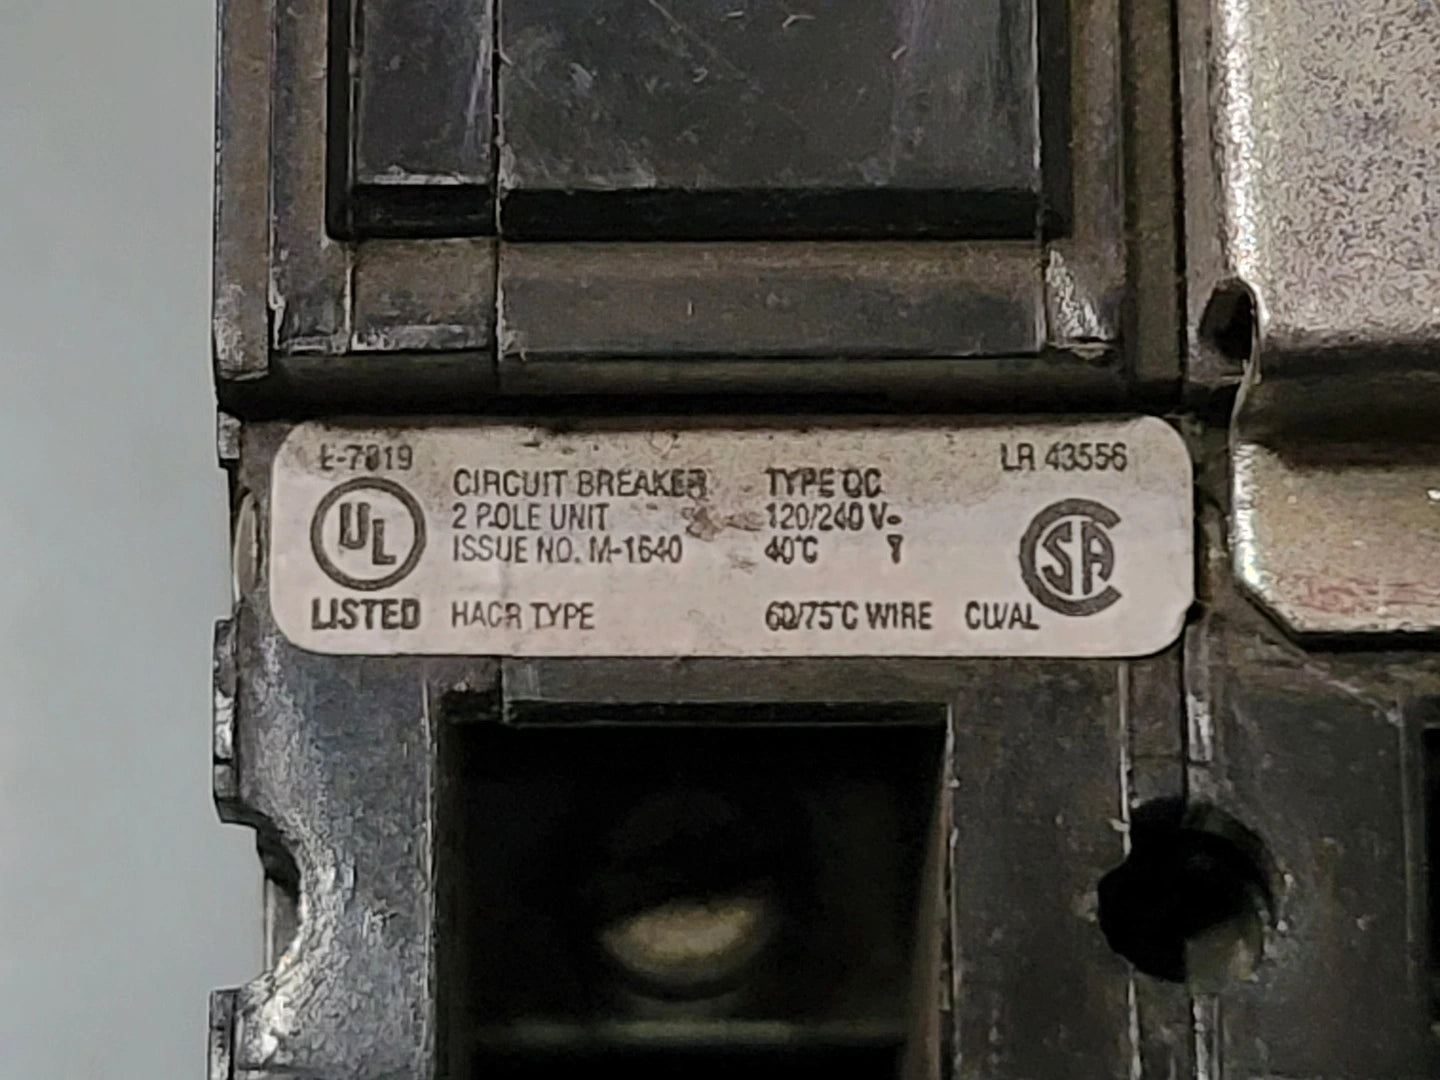 E-7819
LR 43556
CIRCUIT BREAKER TYPE QC
2 POLE UNIT 120/240 V~
ISSUE NO. M-1640 40°C
UL
LISTED
SA
HACR TYPE 60/75°C WIRE CU/AL